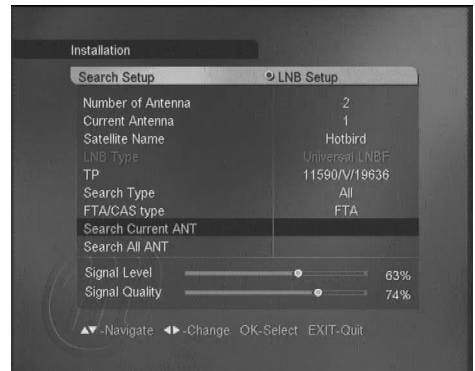 Installation
Search Setup LNB Setup
Number of Antenna 2
Current Antenna 1
Satellite Name Hotbird
LNB Type Universal LNBF
TP 11590/V/19636
Search Type All
FTA/CAS type FTA
Search Current ANT
Search All ANT
Signal Level 63%
Signal Quality 74%
▲▼-Navigate ◀▶-Change OK-Select EXIT-Quit